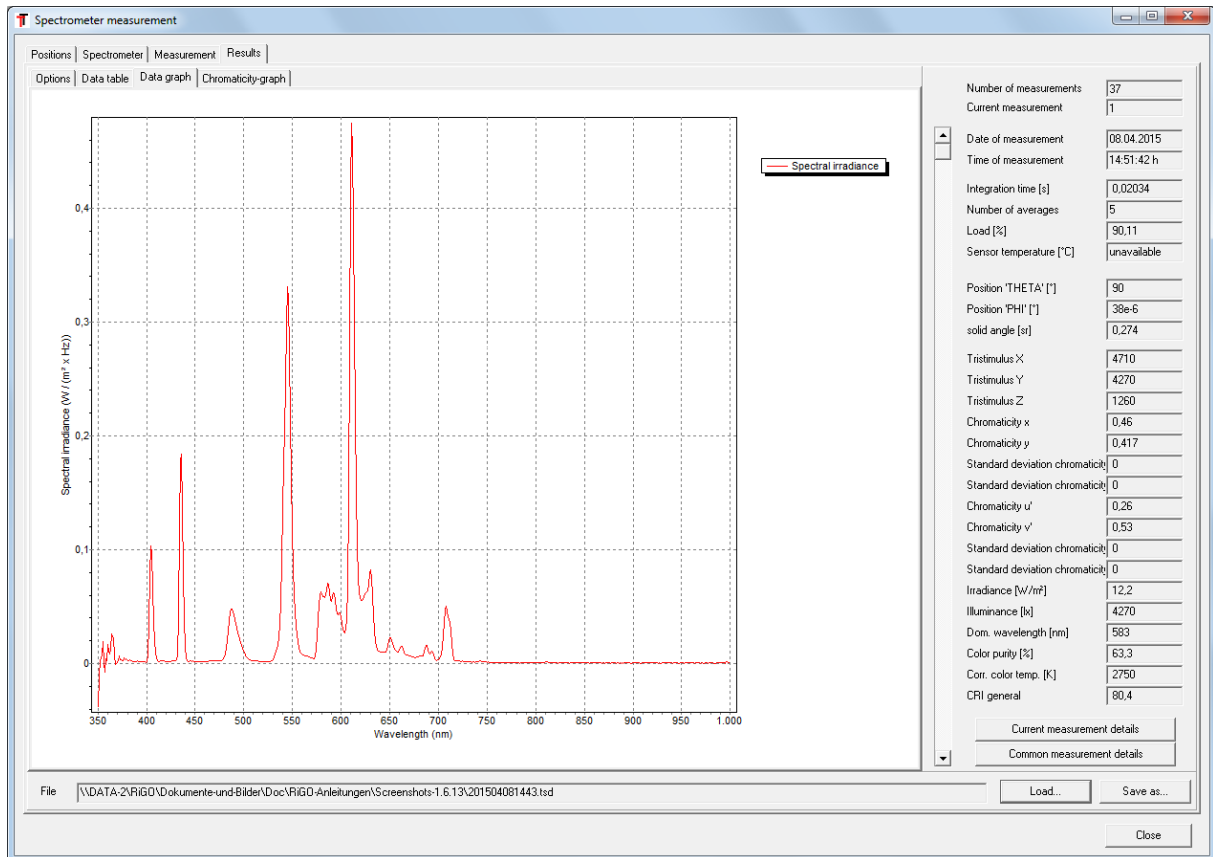 Spectrometer measurement
Positions Spectrometer Measurement Results
Options Data table Data graph Chromaticity-graph
Spectral irradiance
Spectral irradiance (W / (m² x Hz))
0,4
0,3
0,2
0,1
0
350 400 450 500 550 600 650 700 750 800 850 900 950 1.000
Wavelength (nm)
Number of measurements 37
Current measurement 1
Date of measurement 08.04.2015
Time of measurement 14:51:42 h
Integration time [s] 0,02034
Number of averages 5
Load [%] 90,11
Sensor temperature [°C] unavailable
Position 'THETA' [°] 90
Position 'PHI' [°] 38e-6
solid angle [sr] 0,274
Tristimulus X 4710
Tristimulus Y 4270
Tristimulus Z 1260
Chromaticity x 0,46
Chromaticity y 0,417
Standard deviation chromaticity 0
Standard deviation chromaticity 0
Chromaticity u' 0,26
Chromaticity v' 0,53
Standard deviation chromaticity 0
Standard deviation chromaticity 0
Irradiance [W/m²] 12,2
Illuminance [lx] 4270
Dom. wavelength [nm] 583
Color purity [%] 63,3
Corr. color temp. [K] 2750
CRI general 80,4
Current measurement details
Common measurement details
File \\DATA-2\RiGO\Dokumente-und-Bilder\Doc\RiGO-Anleitungen\Screenshots-1.6.13\201504081443.tsd
Load... Save as...
Close